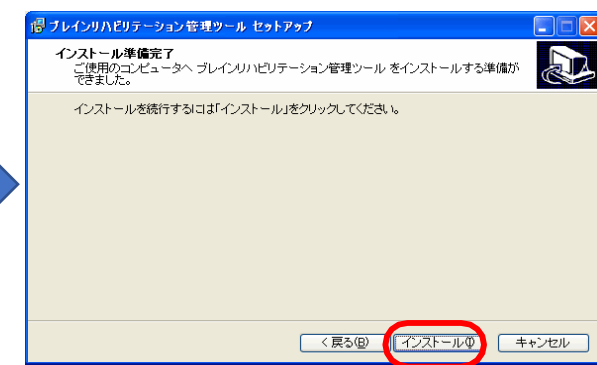 ブレインリハビリテーション管理ツール セットアップ
インストール準備完了
ご使用のコンピュータへ ブレインリハビリテーション管理ツール をインストールする準備が
できました。
インストールを続行するには「インストール」をクリックしてください。
< 戻る(B) インストール(I) キャンセル